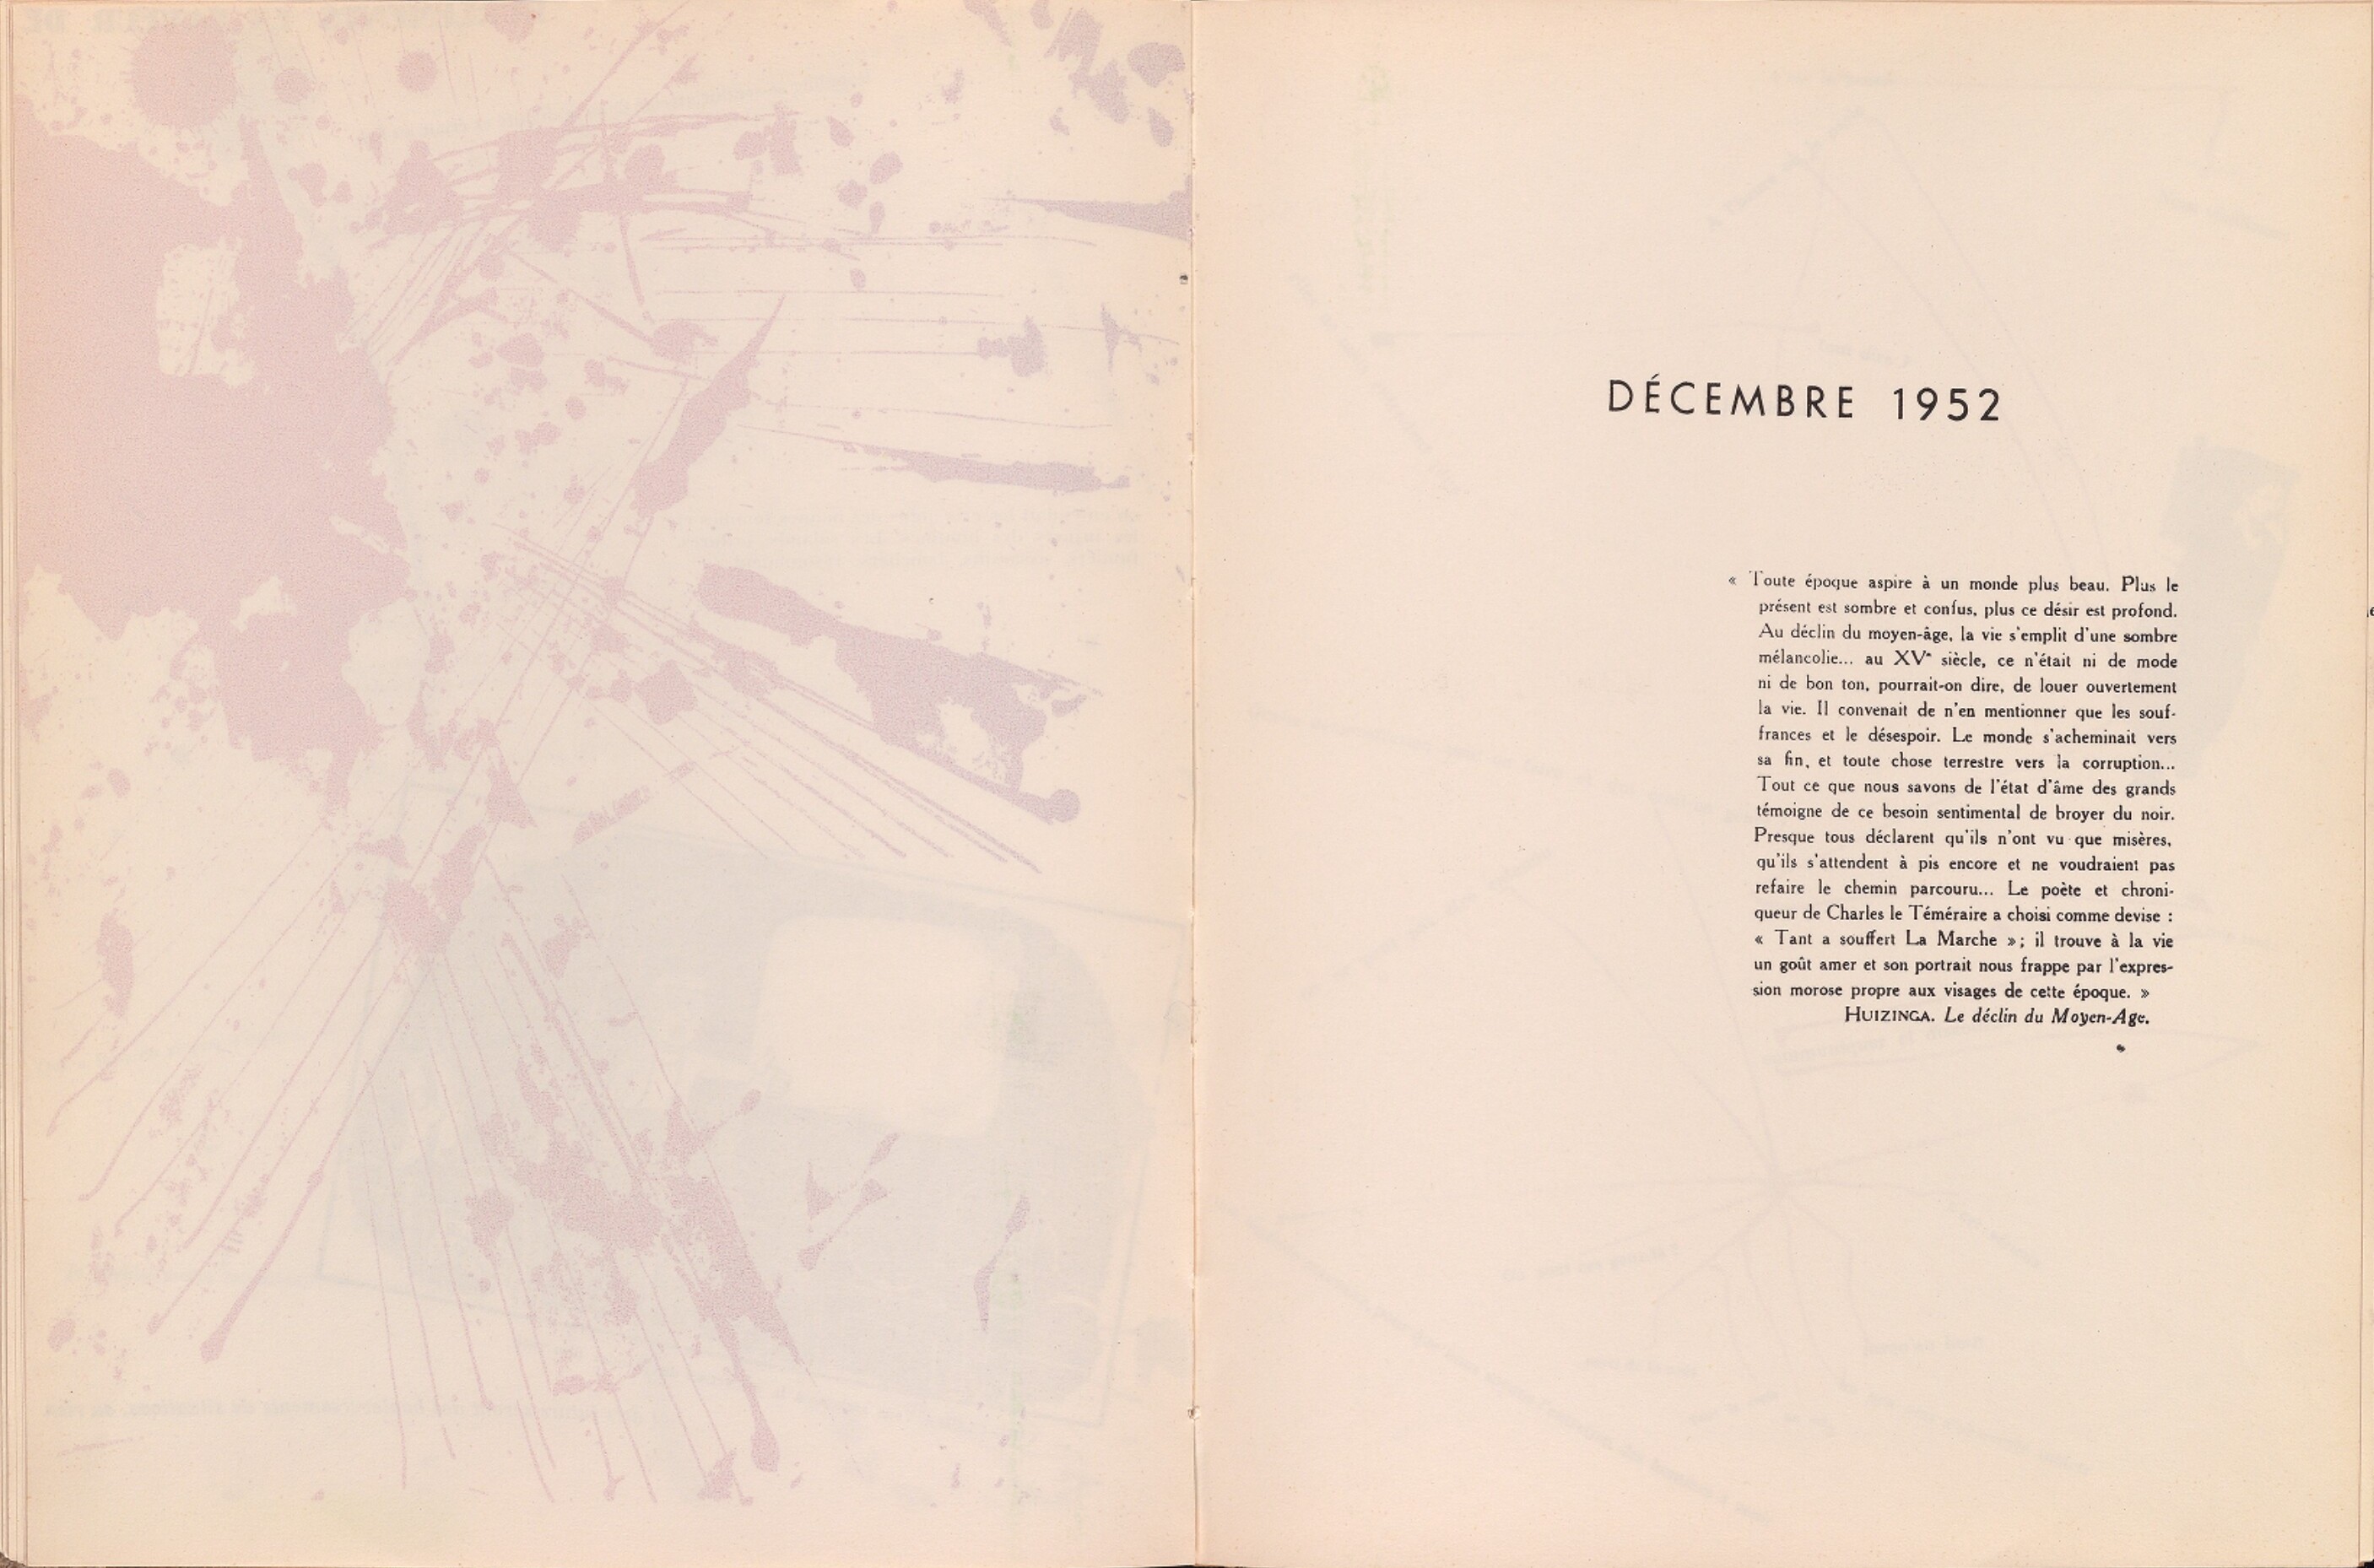 DÉCEMBRE 1952
« Toute époque aspire à un monde plus beau. Plus le
présent est sombre et confus, plus ce désir est profond.
Au déclin du moyen-âge, la vie s'emplit d'une sombre
mélancolie... au XVe siècle, ce n'était ni de mode
ni de bon ton, pourrait-on dire, de louer ouvertement
la vie. Il convenait de n'en mentionner que les souf-
frances et le désespoir. Le monde s'acheminait vers
sa fin, et toute chose terrestre vers la corruption...
Tout ce que nous savons de l'état d'âme des grands
témoigne de ce besoin sentimental de broyer du noir.
Presque tous déclarent qu'ils n'ont vu que misères,
qu'ils s'attendent à pis encore et ne voudraient pas
refaire le chemin parcouru... Le poète et chroni-
queur de Charles le Téméraire a choisi comme devise :
« Tant a souffert La Marche »; il trouve à la vie
un goût amer et son portrait nous frappe par l'expres-
sion morose propre aux visages de cette époque. »
HUIZINGA. Le déclin du Moyen-Age.